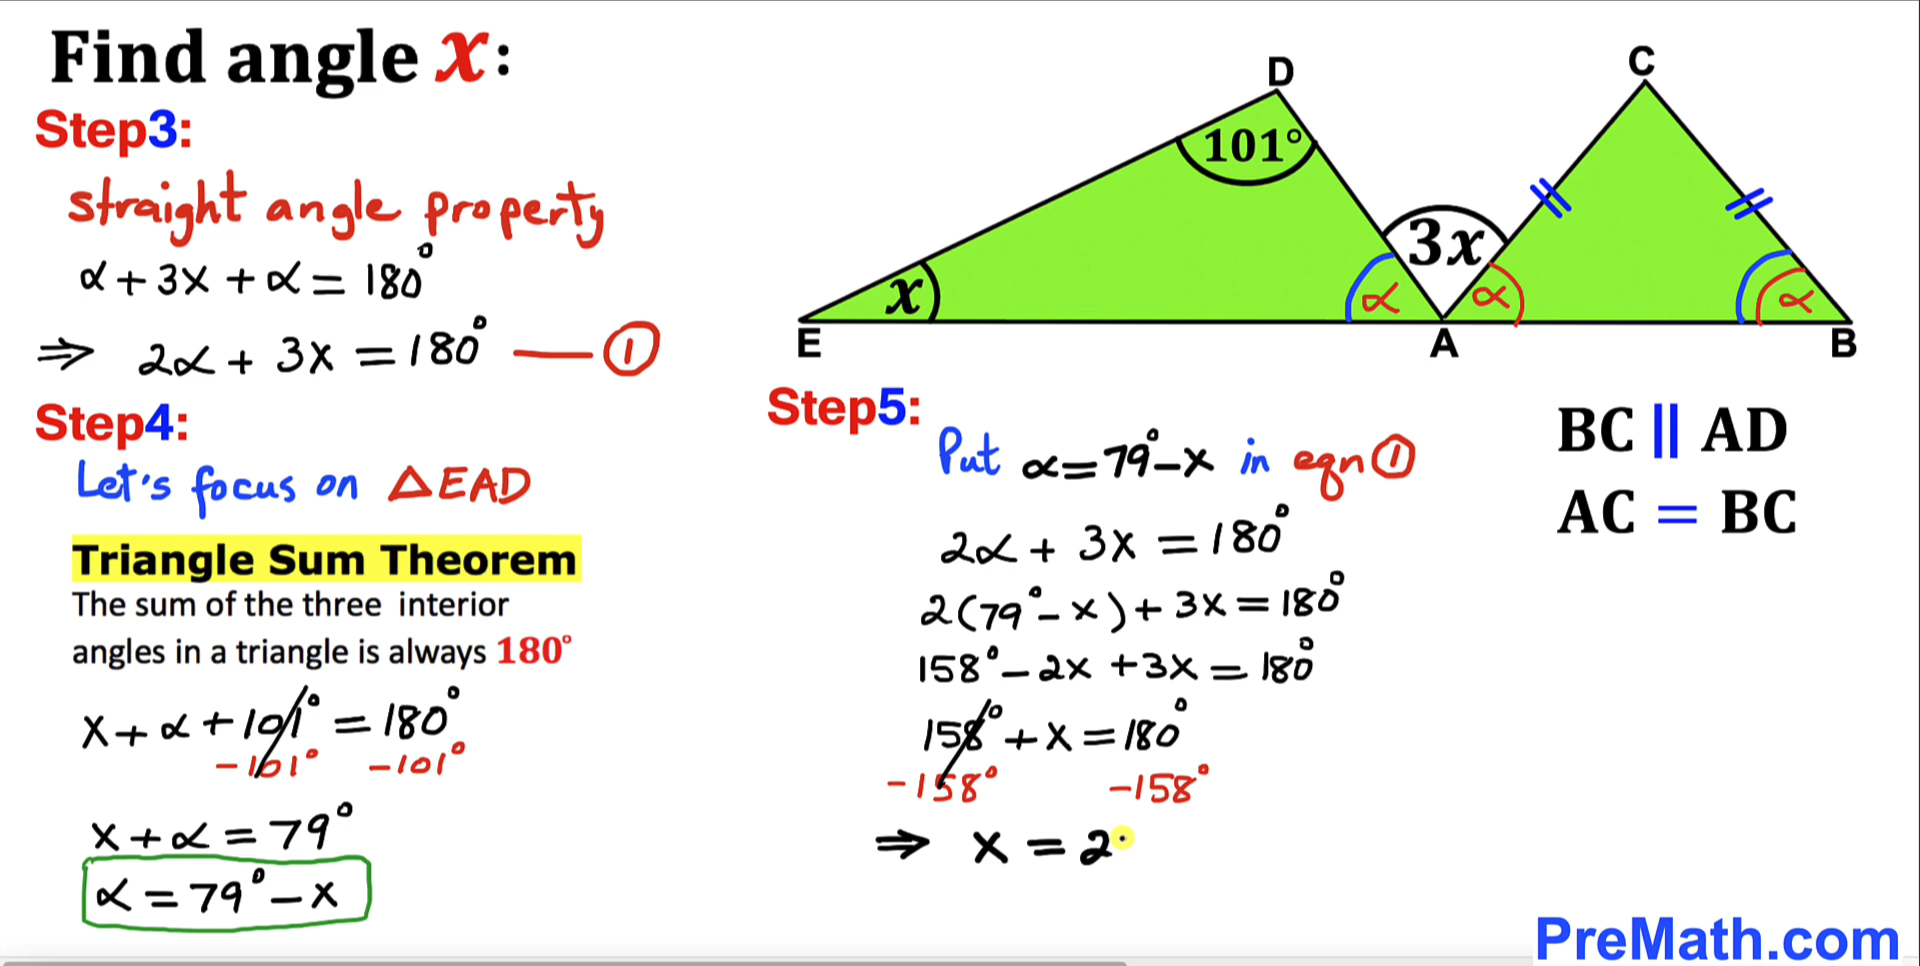 Find angle x:
Step3:
straight angle property
α + 3x + α = 180°
⇒ 2α + 3x = 180° — ①
Step4:
Let's focus on △EAD
Triangle Sum Theorem
The sum of the three interior
angles in a triangle is always 180°
x + α + 101° = 180°
-101° -101°
x + α = 79°
α = 79° - x
D
C
101°
3x
x
α
α
α
E
A
B
Step5:
Put α = 79° - x in eqn ①
2α + 3x = 180°
2(79° - x) + 3x = 180°
158° - 2x + 3x = 180°
158° + x = 180°
-158° -158°
⇒ x = 2
BC || AD
AC = BC
PreMath.com